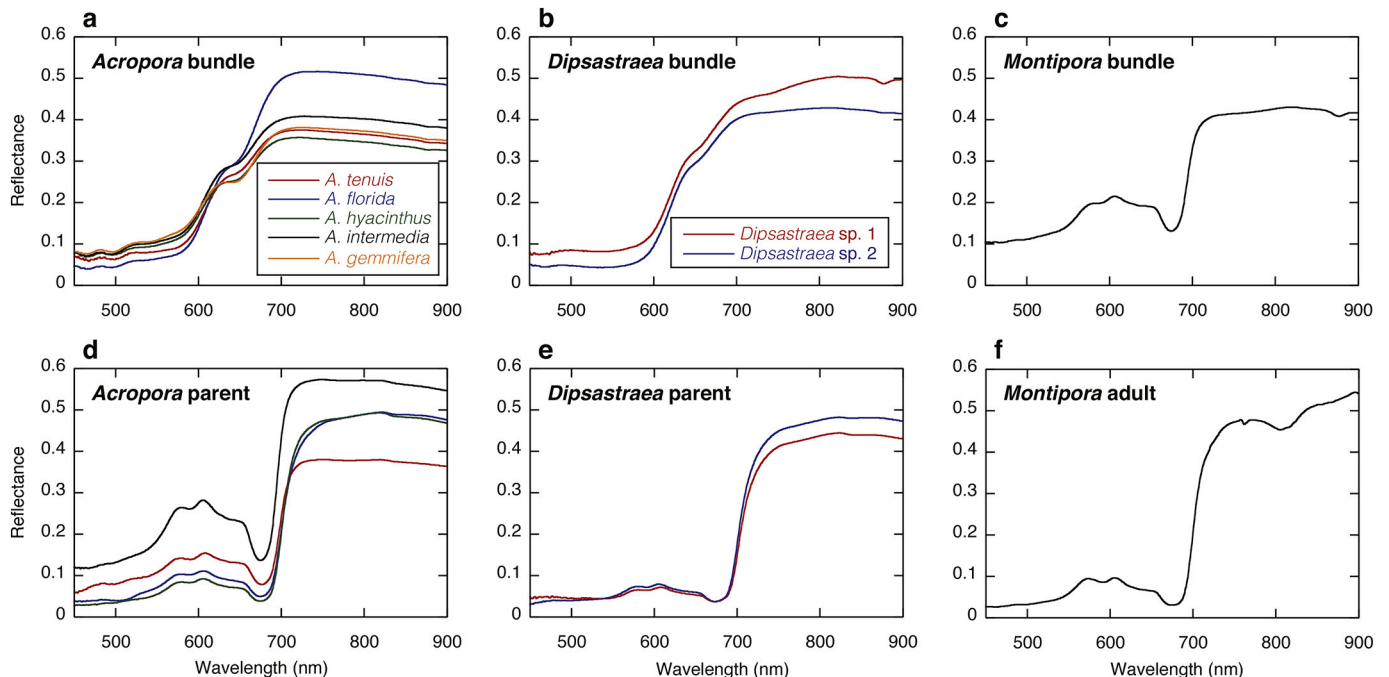 a
b
c
Acropora bundle
Dipsastraea bundle
Montipora bundle
Reflectance
0.6
0.5
0.4
0.3
0.2
0.1
0
A. tenuis
A. florida
A. hyacinthus
A. intermedia
A. gemmifera
500 600 700 800 900
0.6
0.5
0.4
0.3
0.2
0.1
0
Dipsastraea sp. 1
Dipsastraea sp. 2
500 600 700 800 900
0.6
0.5
0.4
0.3
0.2
0.1
0
500 600 700 800 900
d
e
f
Acropora parent
Dipsastraea parent
Montipora adult
Reflectance
0.6
0.5
0.4
0.3
0.2
0.1
0
500 600 700 800 900
Wavelength (nm)
0.6
0.5
0.4
0.3
0.2
0.1
0
500 600 700 800 900
Wavelength (nm)
0.6
0.5
0.4
0.3
0.2
0.1
0
500 600 700 800 900
Wavelength (nm)